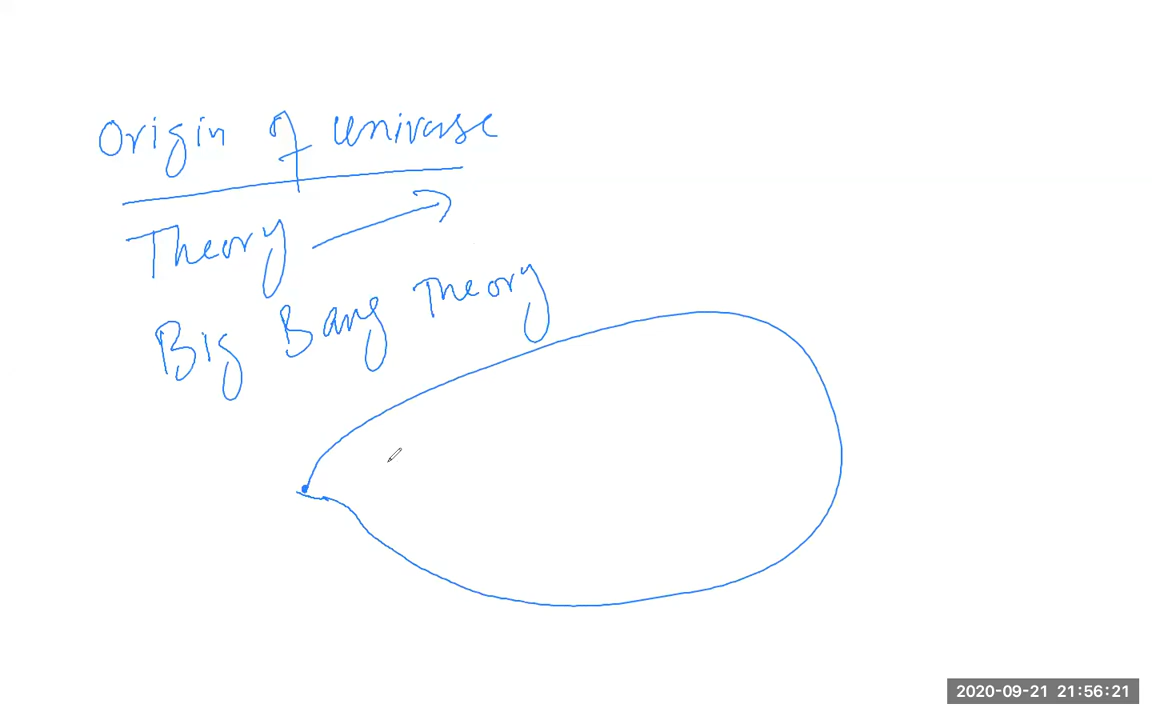 Origin of universe
Theory →
Big Bang Theory
2020-09-21 21:56:21